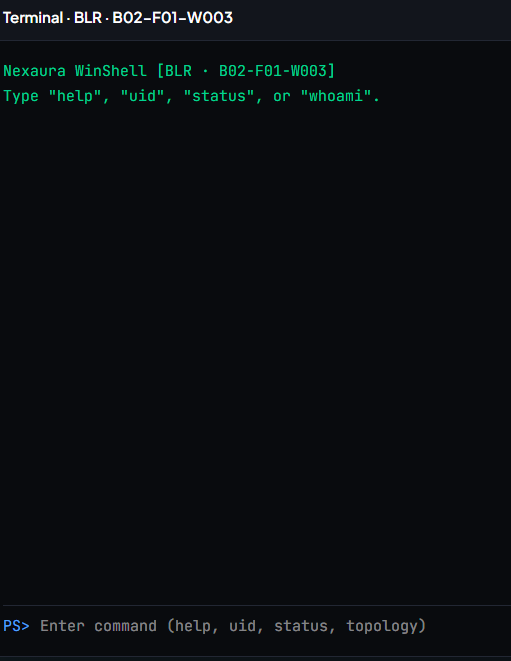 Terminal · BLR · B02-F01-W003
Nexaura WinShell [BLR · B02-F01-W003]
Type "help", "uid", "status", or "whoami".
PS> Enter command (help, uid, status, topology)